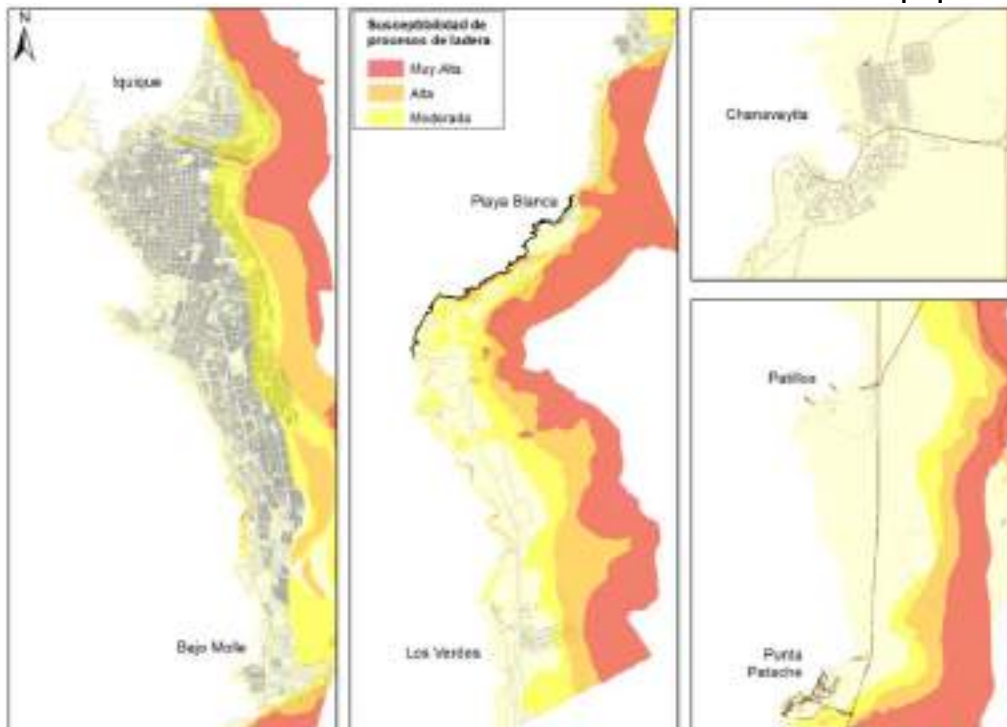 N
Iquique
Bajo Molle
Susceptibilidad de
procesos de ladera
Muy Alta
Alta
Moderada
Playa Blanca
Los Verdes
Chanavayita
Patillos
Punta
Patache